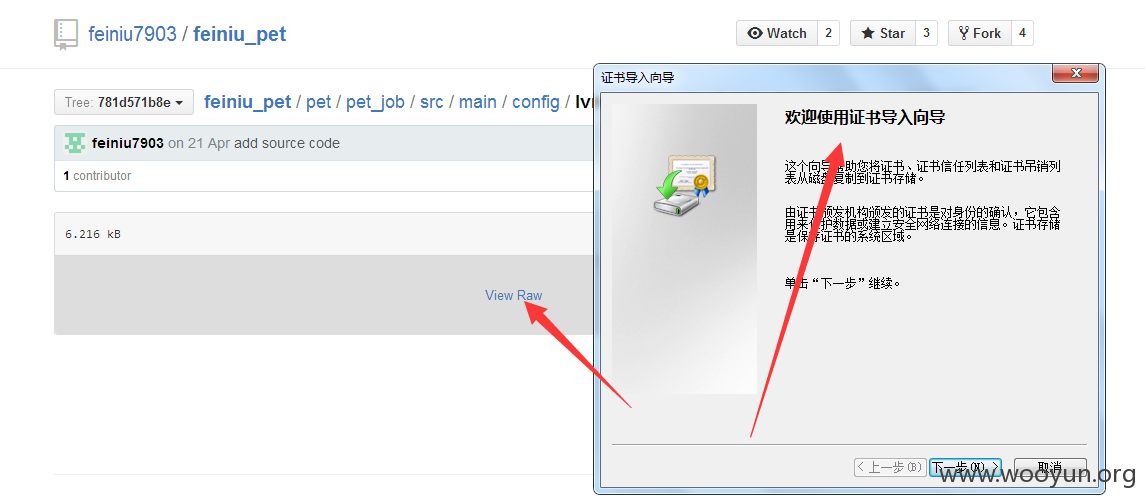 feiniu7903 / feiniu_pet
Watch 2 Star 3 Fork 4
Tree: 781d571b8e
feiniu_pet / pet / pet_job / src / main / config /
feiniu7903 on 21 Apr add source code
1 contributor
6.216 kB
View Raw
证书导入向导
欢迎使用证书导入向导
这个向导帮助您将证书、证书信任列表和证书吊销列
表从磁盘复制到证书存储。
由证书颁发机构颁发的证书是对身份的确认，它包含
用来保护数据或建立安全网络连接的信息。证书存储
是保存证书的系统区域。
单击“下一步”继续。
< 上一步(B) 下一步(N) > 取消
www.wooyun.org